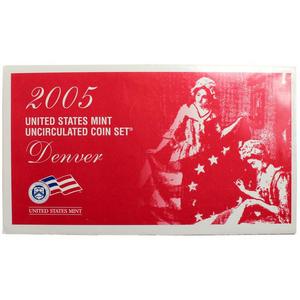 2005
UNITED STATES MINT
UNCIRCULATED COIN SET®
Denver
UNITED STATES MINT